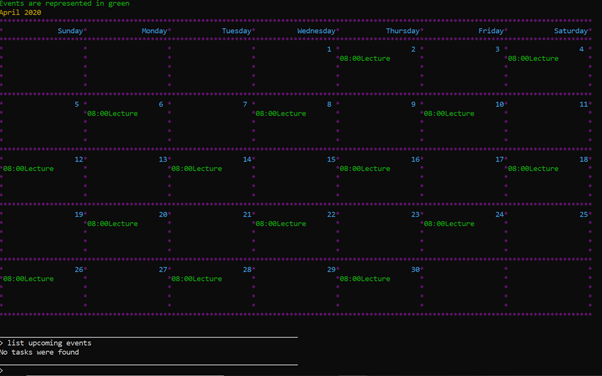 Events are represented in green
April 2020
Sunday Monday Tuesday Wednesday Thursday Friday Saturday
1 2 3 4
08:00Lecture 08:00Lecture
5 6 7 8 9 10 11
08:00Lecture 08:00Lecture 08:00Lecture
12 13 14 15 16 17 18
08:00Lecture 08:00Lecture 08:00Lecture 08:00Lecture
19 20 21 22 23 24 25
08:00Lecture 08:00Lecture 08:00Lecture
26 27 28 29 30
08:00Lecture 08:00Lecture 08:00Lecture
> list upcoming events
No tasks were found
>